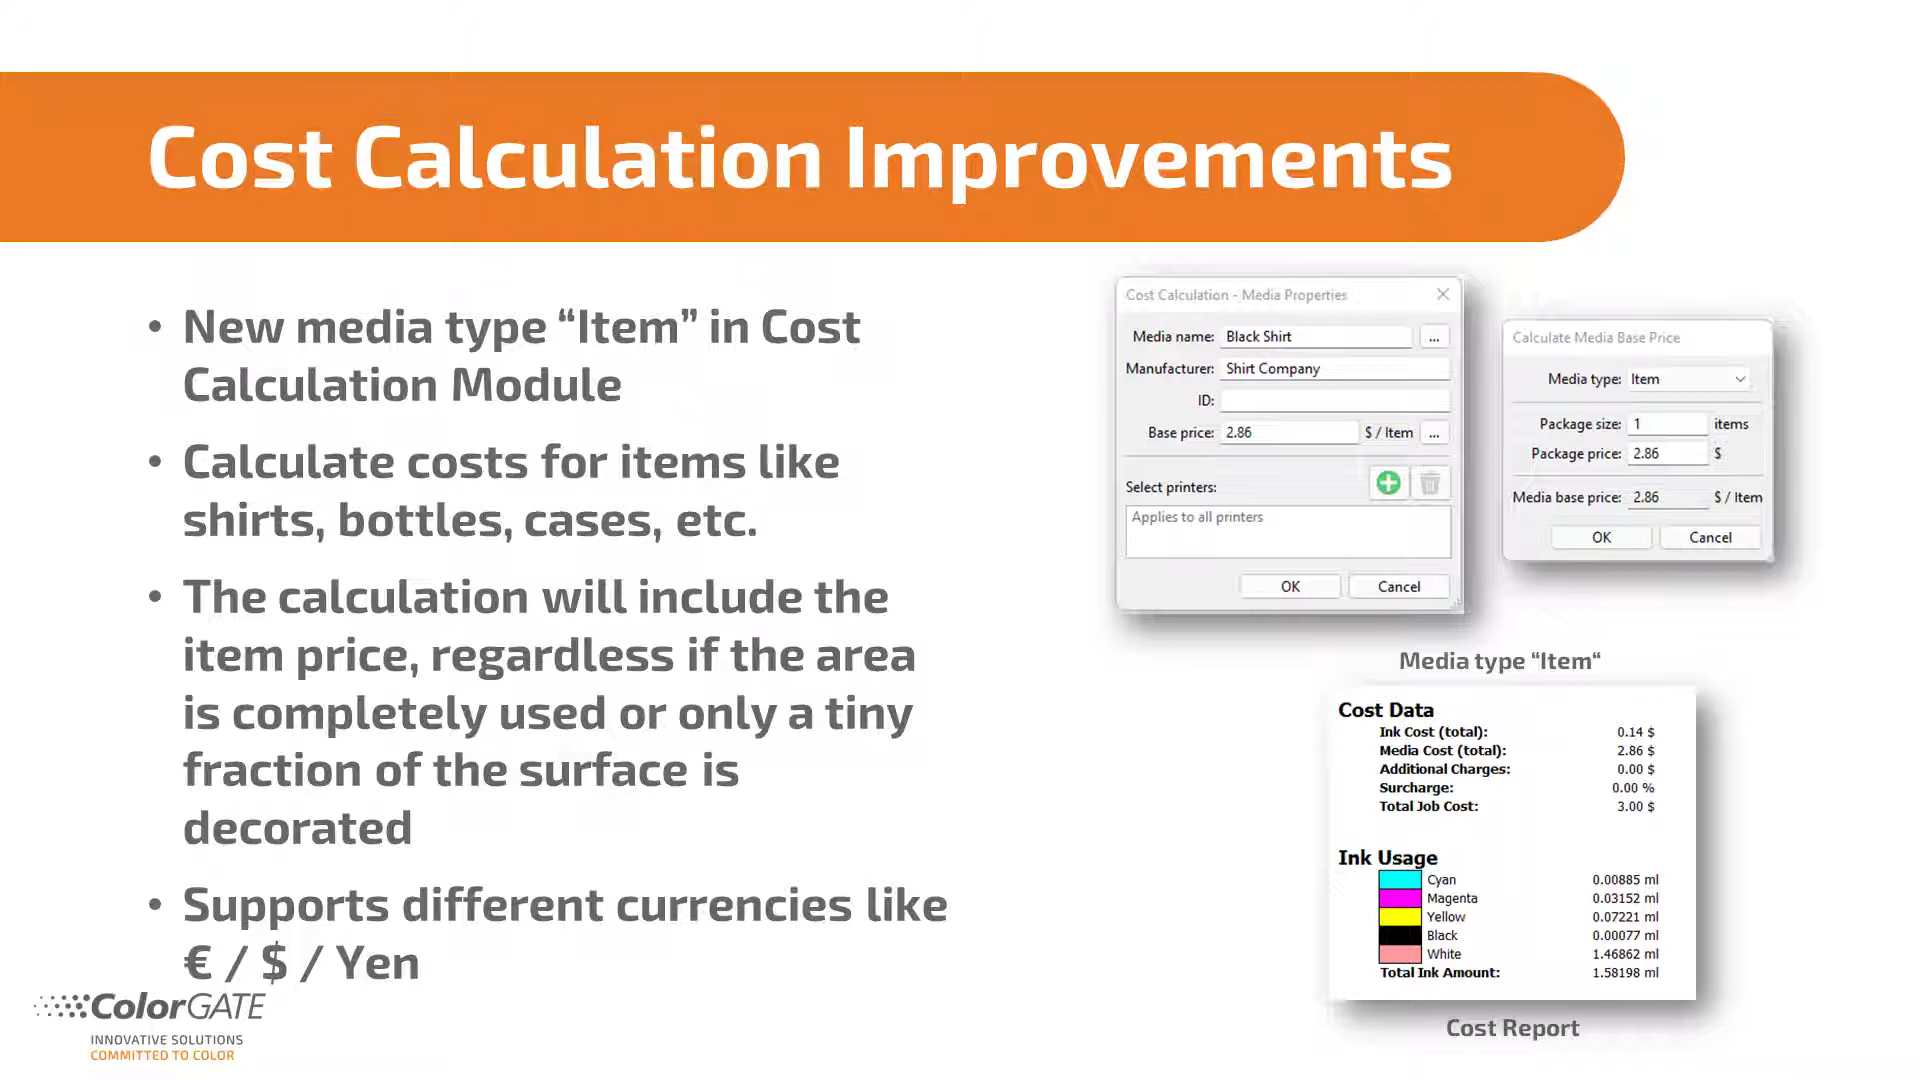 Cost Calculation Improvements
• New media type “Item” in Cost
Calculation Module
• Calculate costs for items like
shirts, bottles, cases, etc.
• The calculation will include the
item price, regardless if the area
is completely used or only a tiny
fraction of the surface is
decorated
• Supports different currencies like
€ / $ / Yen
ColorGATE
INNOVATIVE SOLUTIONS
COMMITTED TO COLOR
Cost Calculation - Media Properties
Media name: Black Shirt ...
Manufacturer: Shirt Company
ID:
Base price: 2.86 $ / Item ...
Select printers:
Applies to all printers
OK Cancel
Calculate Media Base Price
Media type: Item
Package size: 1 items
Package price: 2.86 $
Media base price: 2.86 $ / Item
OK Cancel
Media type “Item“
Cost Data
Ink Cost (total): 0.14 $
Media Cost (total): 2.86 $
Additional Charges: 0.00 $
Surcharge: 0.00 %
Total Job Cost: 3.00 $
Ink Usage
Cyan 0.00885 ml
Magenta 0.03152 ml
Yellow 0.07221 ml
Black 0.00077 ml
White 1.46862 ml
Total Ink Amount: 1.58198 ml
Cost Report